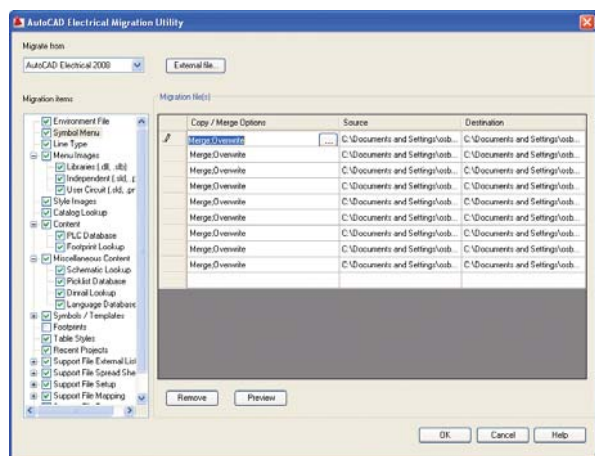 AutoCAD Electrical Migration Utility
Migrate from
AutoCAD Electrical 2008
External file...
Migration items
Migration file(s)
Environment File
Symbol Menu
Line Type
Menu Images
Libraries (.dll, .slb)
Independent (.sld, .p
User Circuit (.sld, .pr
Style Images
Catalog Lookup
Content
PLC Database
Footprint Lookup
Miscellaneous Content
Schematic Lookup
Picklist Database
Dinrail Lookup
Language Database
Symbols / Templates
Footprints
Table Styles
Recent Projects
Support File External List
Support File Spread She
Support File Setup
Support File Mapping
Copy / Merge Options Source Destination
Merge;Overwrite ... C:\Documents and Settings\osb... C:\Documents and Settings\osb...
Merge;Overwrite C:\Documents and Settings\osb... C:\Documents and Settings\osb...
Merge;Overwrite C:\Documents and Settings\osb... C:\Documents and Settings\osb...
Merge;Overwrite C:\Documents and Settings\osb... C:\Documents and Settings\osb...
Merge;Overwrite C:\Documents and Settings\osb... C:\Documents and Settings\osb...
Merge;Overwrite C:\Documents and Settings\osb... C:\Documents and Settings\osb...
Merge;Overwrite C:\Documents and Settings\osb... C:\Documents and Settings\osb...
Merge;Overwrite C:\Documents and Settings\osb... C:\Documents and Settings\osb...
Merge;Overwrite C:\Documents and Settings\osb... C:\Documents and Settings\osb...
Remove Preview
OK Cancel Help